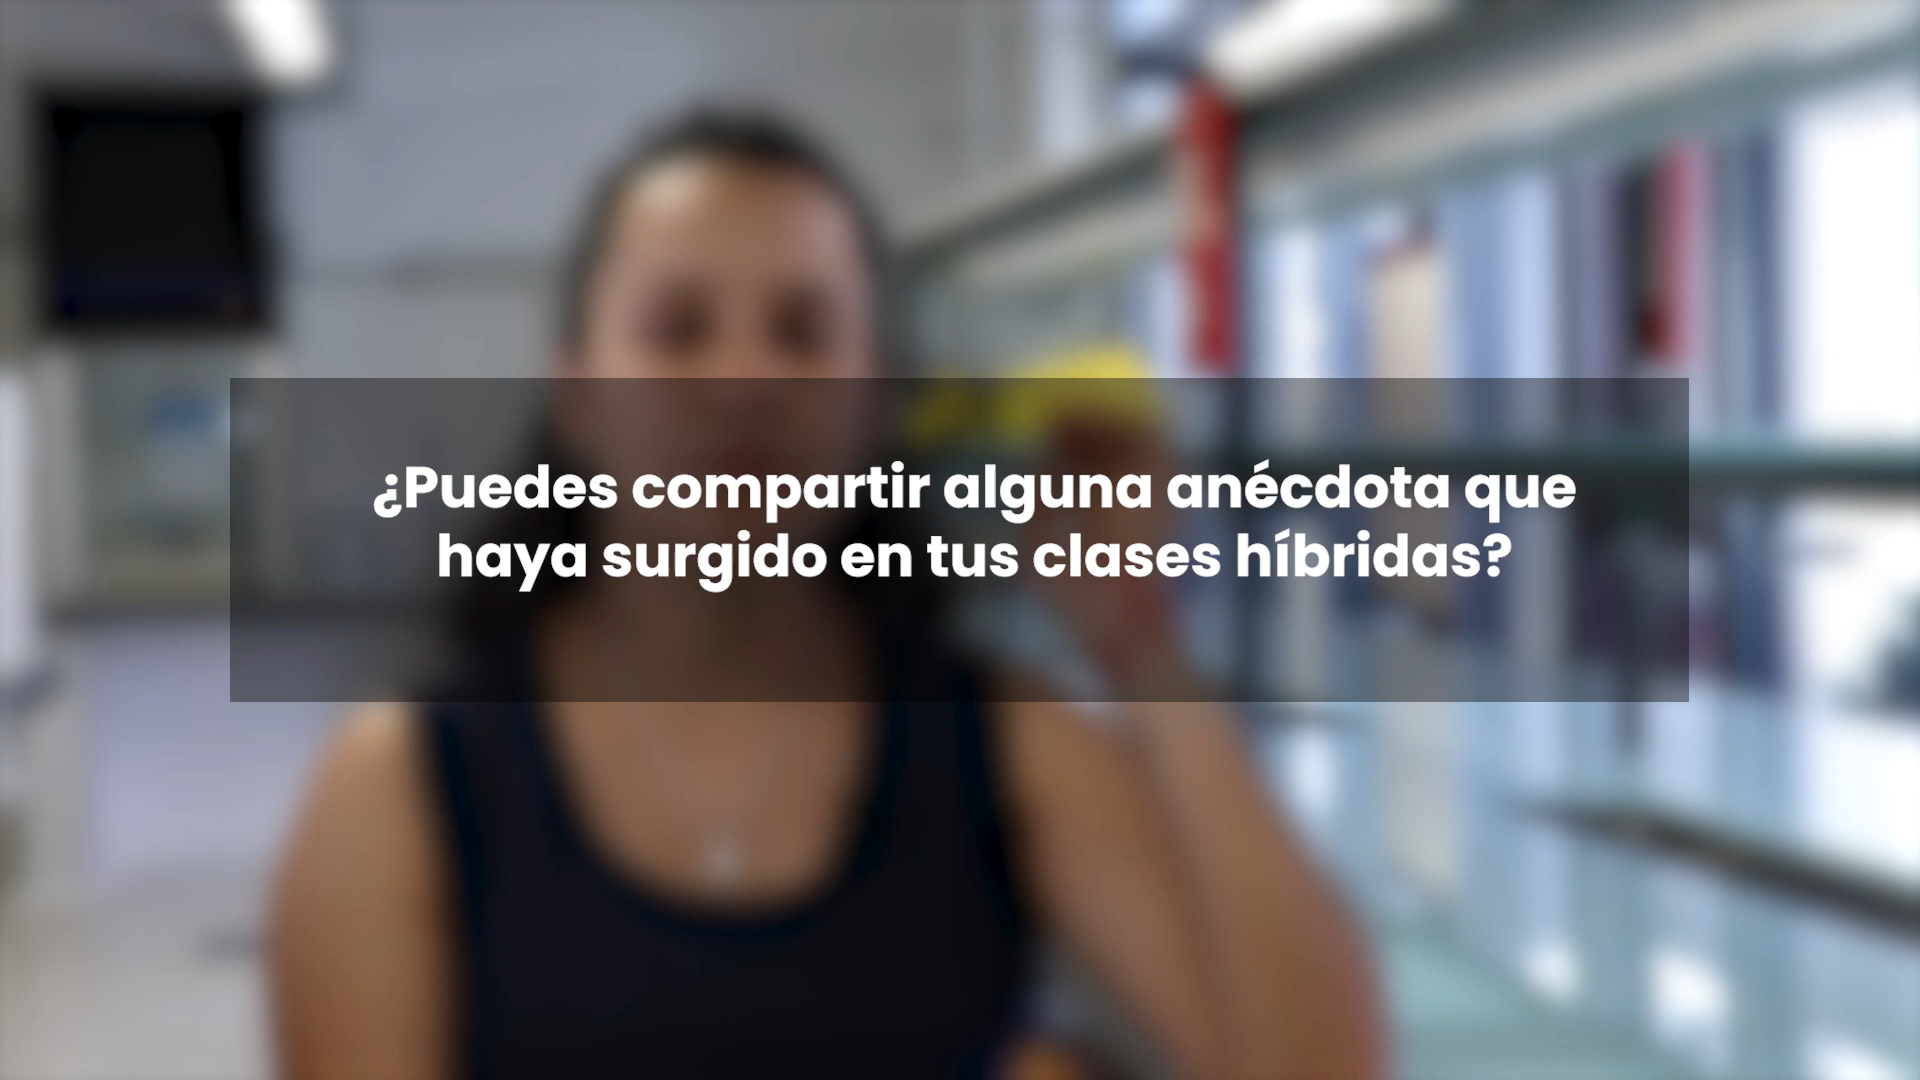 ¿Puedes compartir alguna anécdota que
haya surgido en tus clases híbridas?